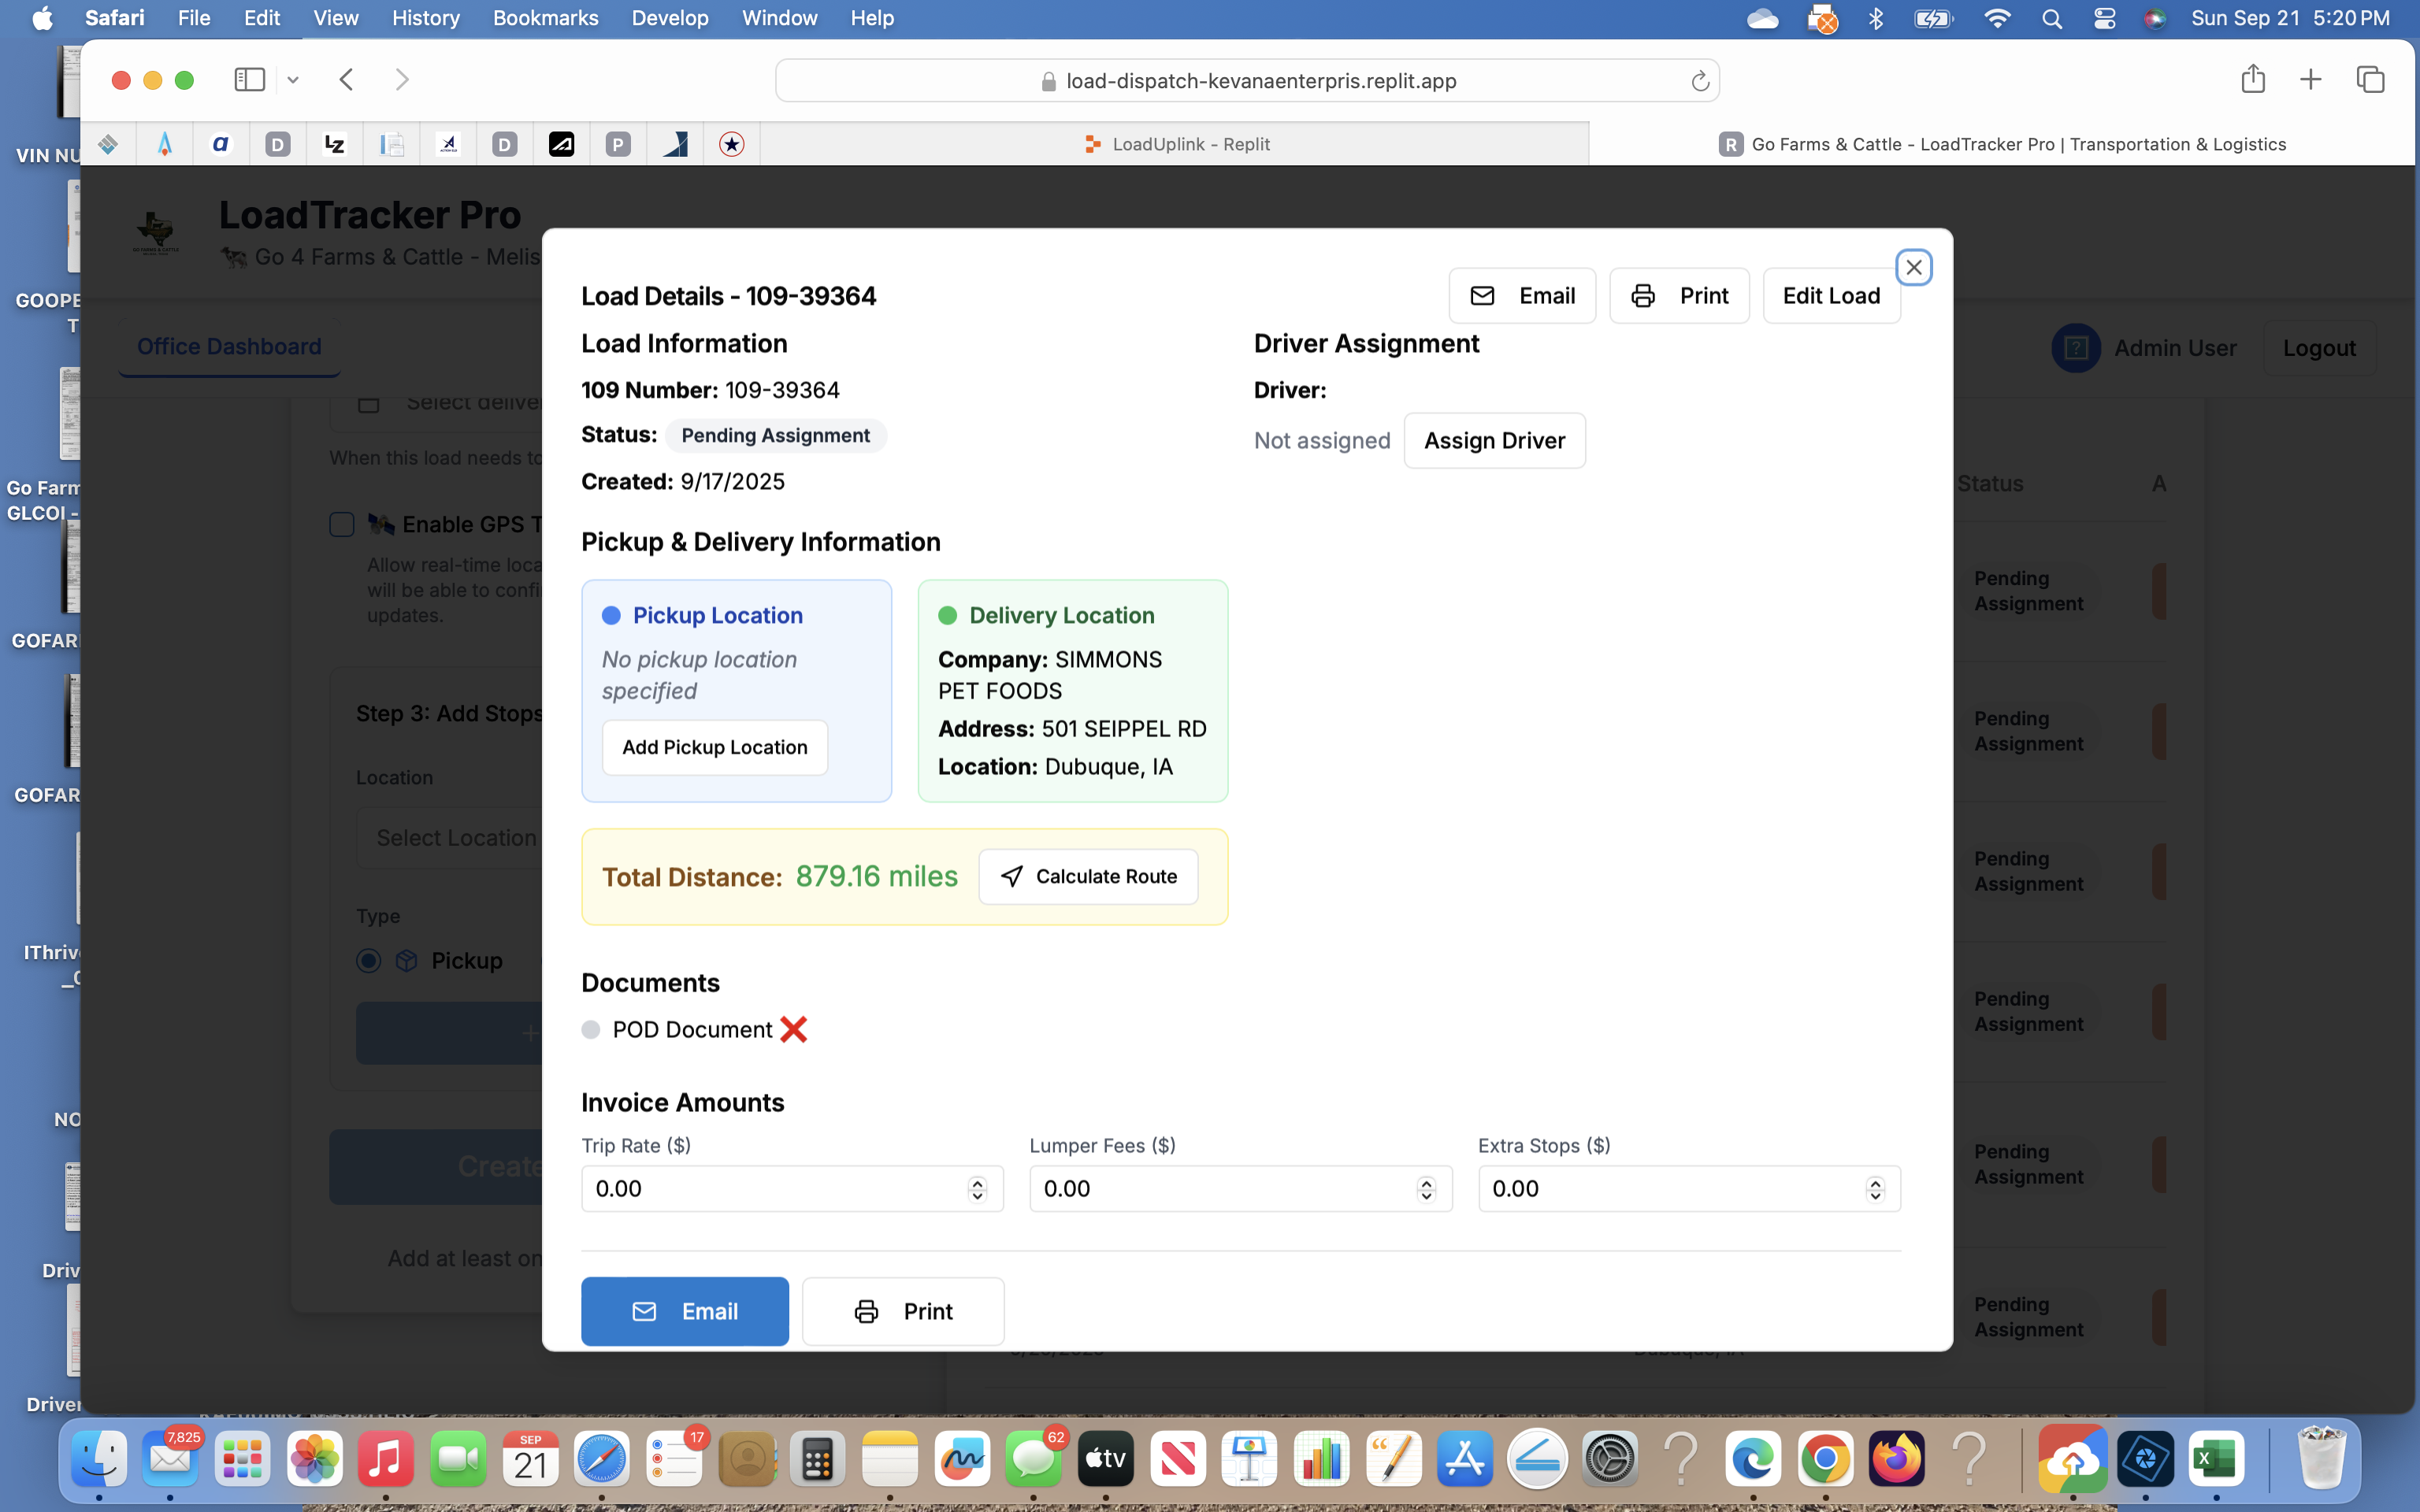 Safari File Edit View History Bookmarks Develop Window Help
Sun Sep 21 5:20 PM
load-dispatch-kevanaenterpris.replit.app
LoadUplink - Replit
Go Farms & Cattle - LoadTracker Pro | Transportation & Logistics
LoadTracker Pro
Go 4 Farms & Cattle - Melis
Office Dashboard
Admin User
Logout
Select deliver
When this load needs to
Enable GPS T
Allow real-time loca
will be able to confi
updates.
Step 3: Add Stops
Location
Select Location
Type
Pickup
Create
Add at least on
Load Details - 109-39364
Email
Print
Edit Load
Load Information
109 Number: 109-39364
Status: Pending Assignment
Created: 9/17/2025
Driver Assignment
Driver:
Not assigned
Assign Driver
Pickup & Delivery Information
Pickup Location
No pickup location
specified
Add Pickup Location
Delivery Location
Company: SIMMONS
PET FOODS
Address: 501 SEIPPEL RD
Location: Dubuque, IA
Total Distance: 879.16 miles
Calculate Route
Documents
POD Document
Invoice Amounts
Trip Rate ($)
0.00
Lumper Fees ($)
0.00
Extra Stops ($)
0.00
Email
Print
Status
A
Pending
Assignment
Pending
Assignment
Pending
Assignment
Pending
Assignment
Pending
Assignment
Pending
Assignment
VIN NU
GOOPE
T
Go Farm
GLCOI -
GOFAR
GOFAR
IThriv
NO
Driv
Driver
7,825
SEP
21
17
62
tv